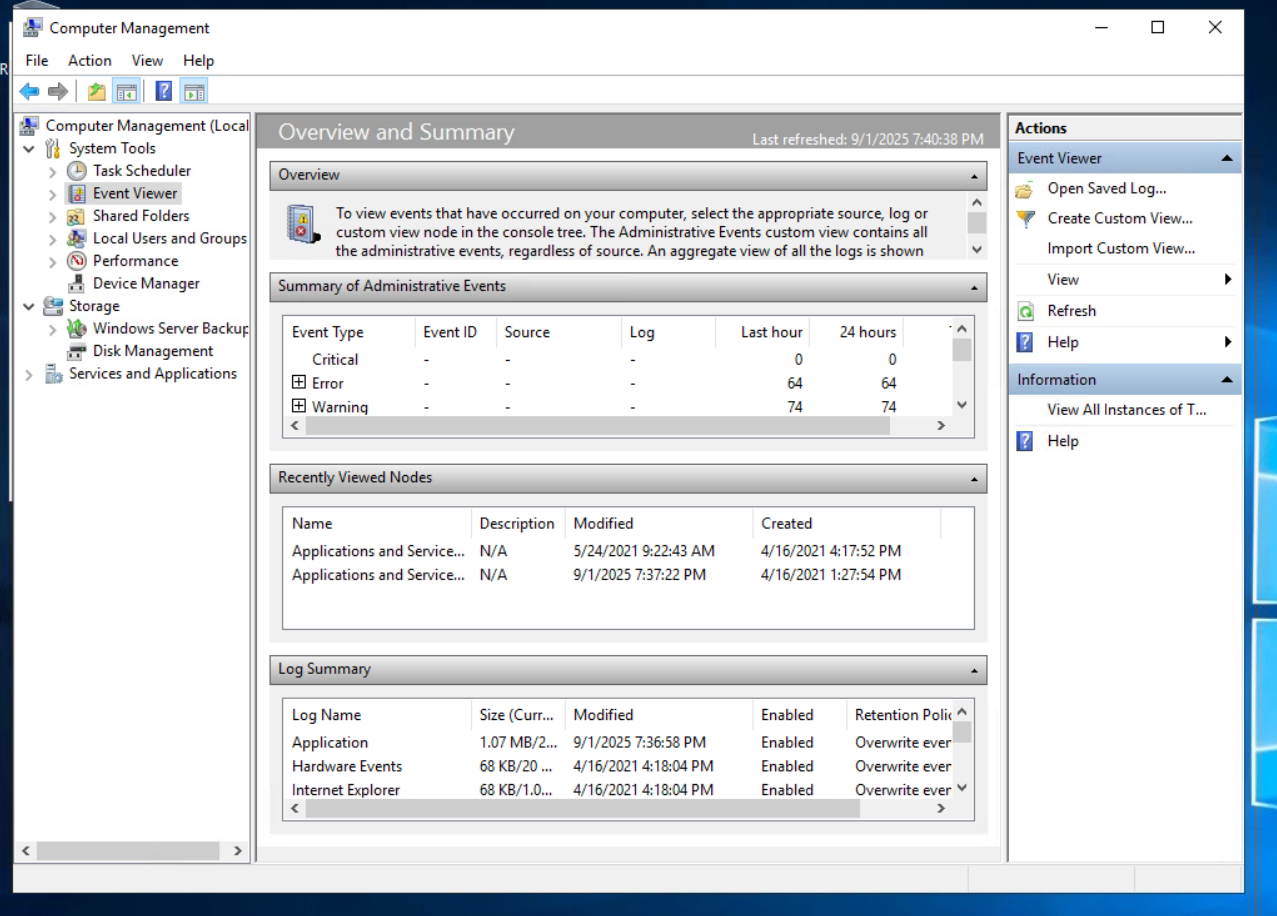 Computer Management
File Action View Help
Computer Management (Local
System Tools
Task Scheduler
Event Viewer
Shared Folders
Local Users and Groups
Performance
Device Manager
Storage
Windows Server Backup
Disk Management
Services and Applications
Overview and Summary
Last refreshed: 9/1/2025 7:40:38 PM
Overview
To view events that have occurred on your computer, select the appropriate source, log or
custom view node in the console tree. The Administrative Events custom view contains all
the administrative events, regardless of source. An aggregate view of all the logs is shown
Summary of Administrative Events
Event Type Event ID Source Log Last hour 24 hours
Critical - - - 0 0
Error - - - 64 64
Warning - - - 74 74
Recently Viewed Nodes
Name Description Modified Created
Applications and Service... N/A 5/24/2021 9:22:43 AM 4/16/2021 4:17:52 PM
Applications and Service... N/A 9/1/2025 7:37:22 PM 4/16/2021 1:27:54 PM
Log Summary
Log Name Size (Curr... Modified Enabled Retention Polic
Application 1.07 MB/2... 9/1/2025 7:36:58 PM Enabled Overwrite ever
Hardware Events 68 KB/20 ... 4/16/2021 4:18:04 PM Enabled Overwrite ever
Internet Explorer 68 KB/1.0... 4/16/2021 4:18:04 PM Enabled Overwrite ever
Actions
Event Viewer
Open Saved Log...
Create Custom View...
Import Custom View...
View
Refresh
Help
Information
View All Instances of T...
Help